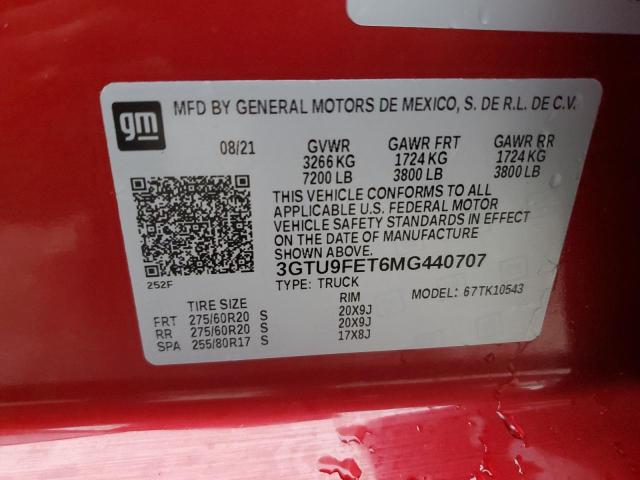 gm
MFD BY GENERAL MOTORS DE MEXICO, S. DE R.L. DE C.V.
08/21 GVWR GAWR FRT GAWR RR
3266 KG 1724 KG 1724 KG
7200 LB 3800 LB 3800 LB
THIS VEHICLE CONFORMS TO ALL
APPLICABLE U.S. FEDERAL MOTOR
VEHICLE SAFETY STANDARDS IN EFFECT
ON THE DATE OF MANUFACTURE
SHOWN ABOVE.
3GTU9FET6MG440707
252F
TYPE: TRUCK MODEL: 67TK10543
TIRE SIZE RIM
FRT 275/60R20 S 20X9J
RR 275/60R20 S 20X9J
SPA 255/80R17 S 17X8J